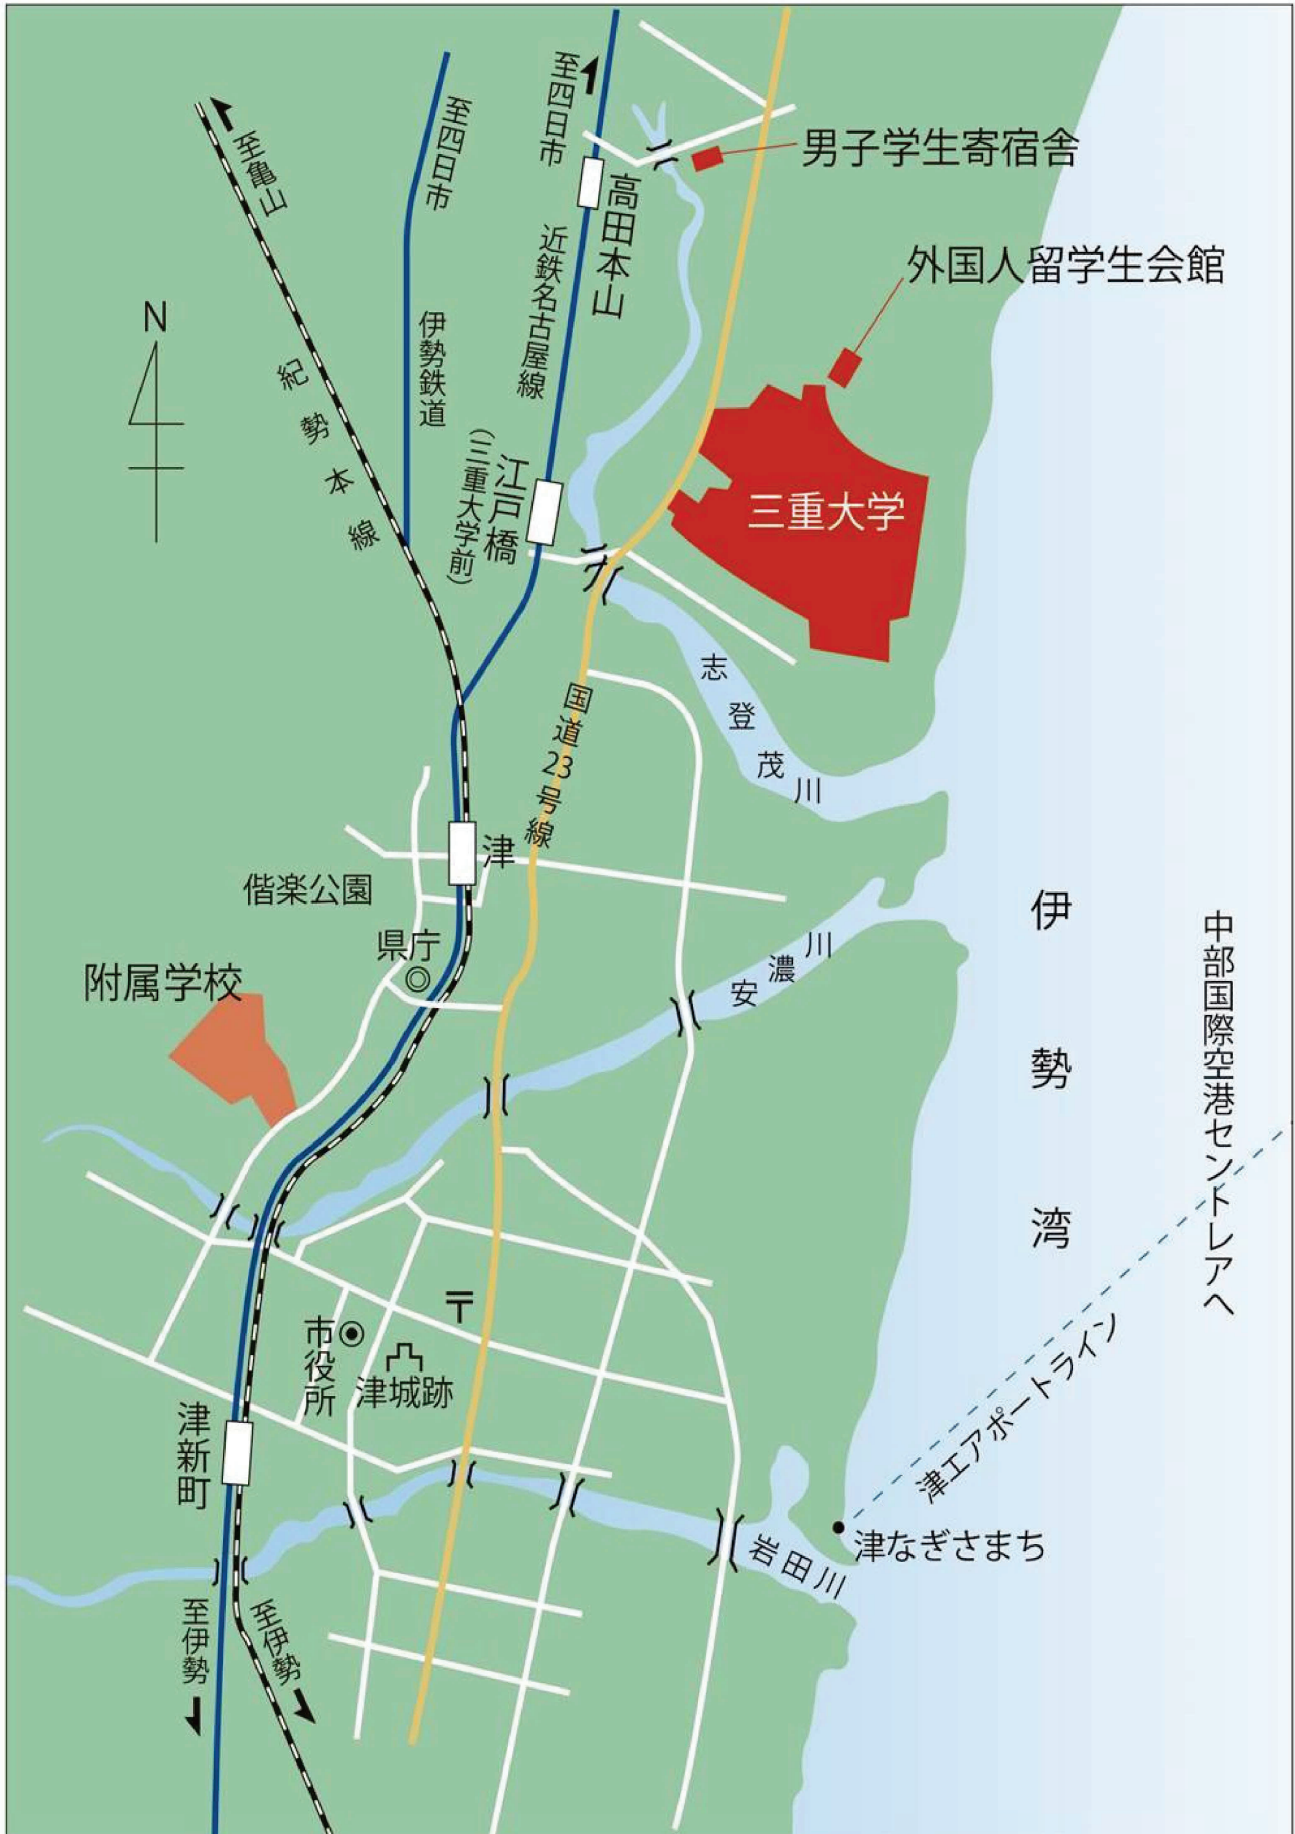 至四日市
至四日市
至亀山
男子学生寄宿舎
高田本山
近鉄名古屋線
外国人留学生会館
N
伊勢鉄道
紀勢本線
江戸橋
(三重大学前)
三重大学
志登茂川
国道23号線
津
偕楽公園
県庁
附属学校
安濃川
伊勢湾
中部国際空港セントレアへ
〒
市役所
津城跡
津エアポートライン
津新町
津なぎさまち
岩田川
至伊勢
至伊勢